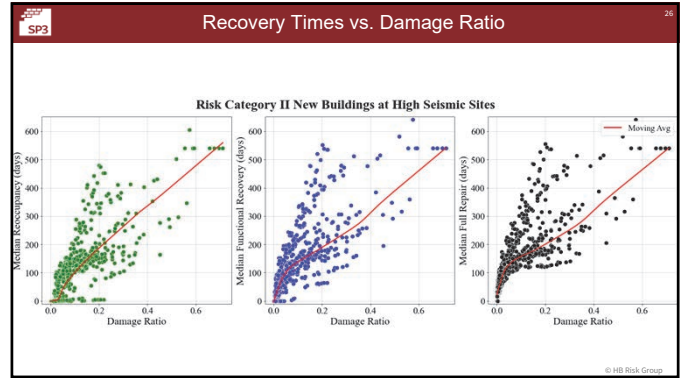 SP3
Recovery Times vs. Damage Ratio
26
Risk Category II New Buildings at High Seismic Sites
Median Reoccupancy (days)
600
500
400
300
200
100
0
0.0 0.2 0.4 0.6
Damage Ratio
Median Functional Recovery (days)
600
500
400
300
200
100
0
0.0 0.2 0.4 0.6
Damage Ratio
Median Full Repair (days)
600
500
400
300
200
100
0
0.0 0.2 0.4 0.6
Damage Ratio
Moving Avg
© HB Risk Group